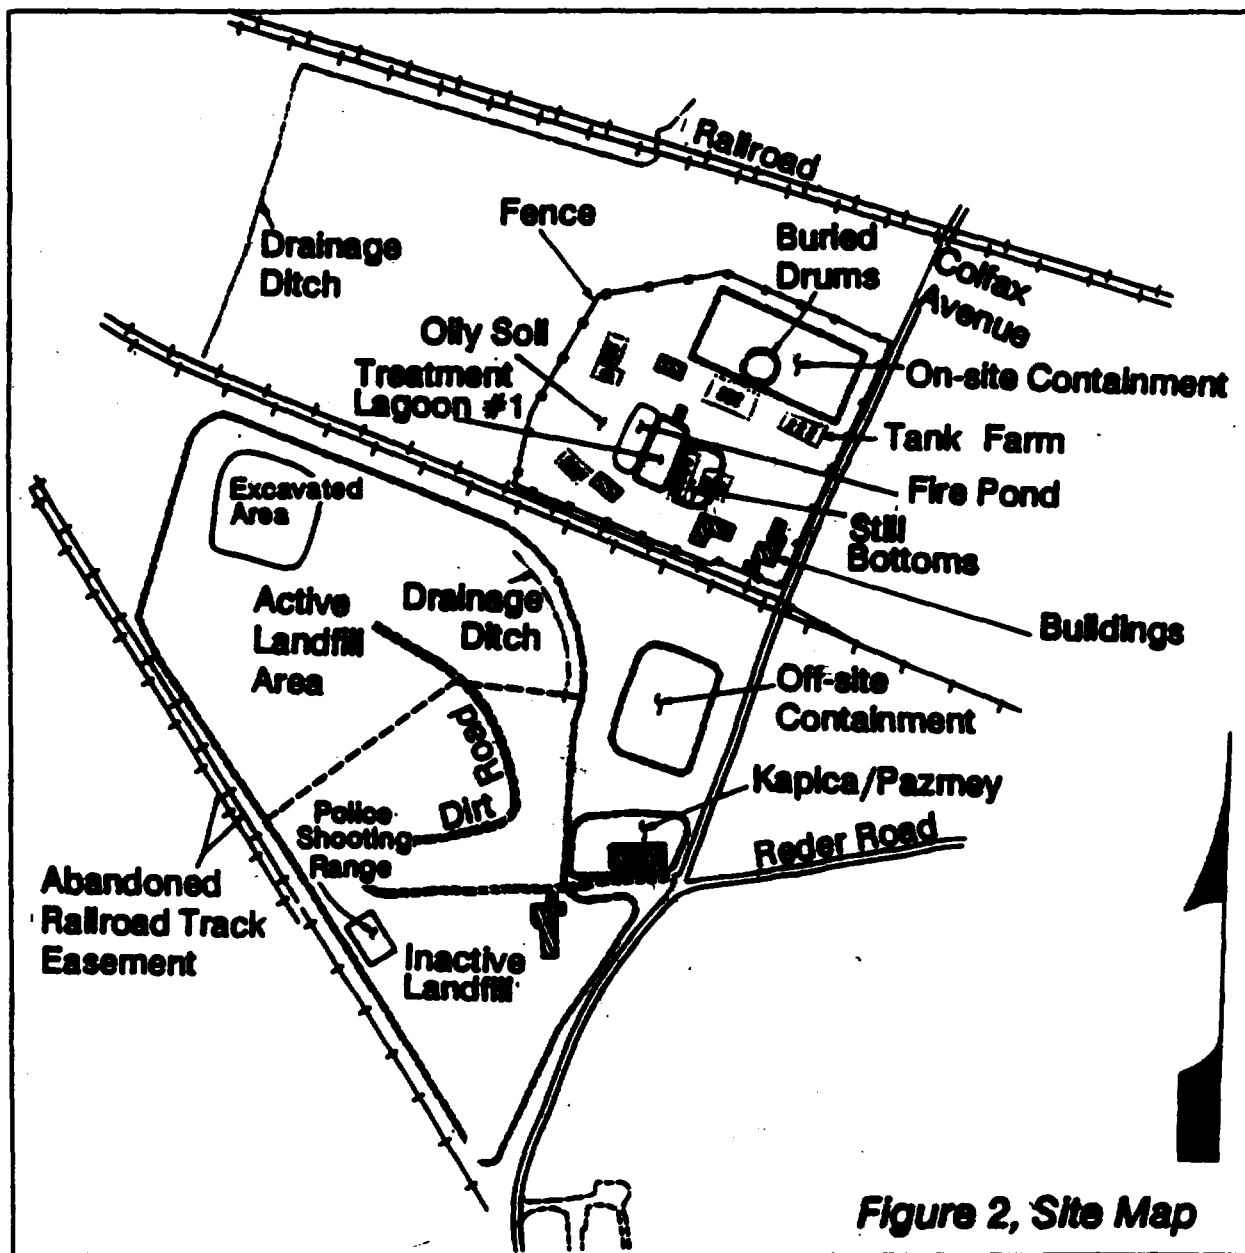 Railroad
Fence
Buried
Drums
Drainage
Ditch
Colfax
Avenue
Oily Soil
Treatment
Lagoon #1
On-site Containment
Tank Farm
Fire Pond
Still
Bottoms
Excavated
Area
Active
Landfill
Area
Drainage
Ditch
Buildings
Off-site
Containment
Dirt Road
Kapica/Pazmey
Police
Shooting
Range
Reder Road
Abandoned
Railroad Track
Easement
Inactive
Landfill
Figure 2, Site Map